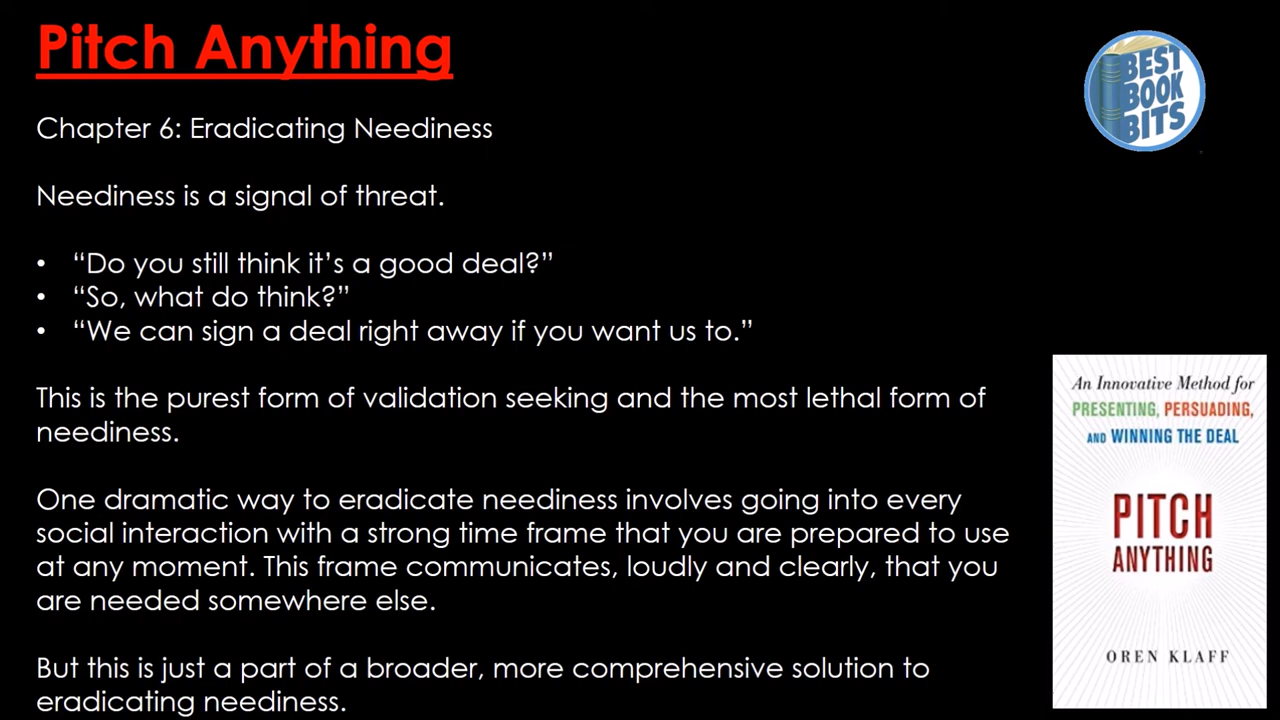 Pitch Anything
BEST
BOOK
BITS
Chapter 6: Eradicating Neediness
Neediness is a signal of threat.
• “Do you still think it’s a good deal?”
• “So, what do think?”
• “We can sign a deal right away if you want us to.”
This is the purest form of validation seeking and the most lethal form of
neediness.
One dramatic way to eradicate neediness involves going into every
social interaction with a strong time frame that you are prepared to use
at any moment. This frame communicates, loudly and clearly, that you
are needed somewhere else.
But this is just a part of a broader, more comprehensive solution to
eradicating neediness.
An Innovative Method for
PRESENTING, PERSUADING,
AND WINNING THE DEAL
PITCH
ANYTHING
OREN KLAFF